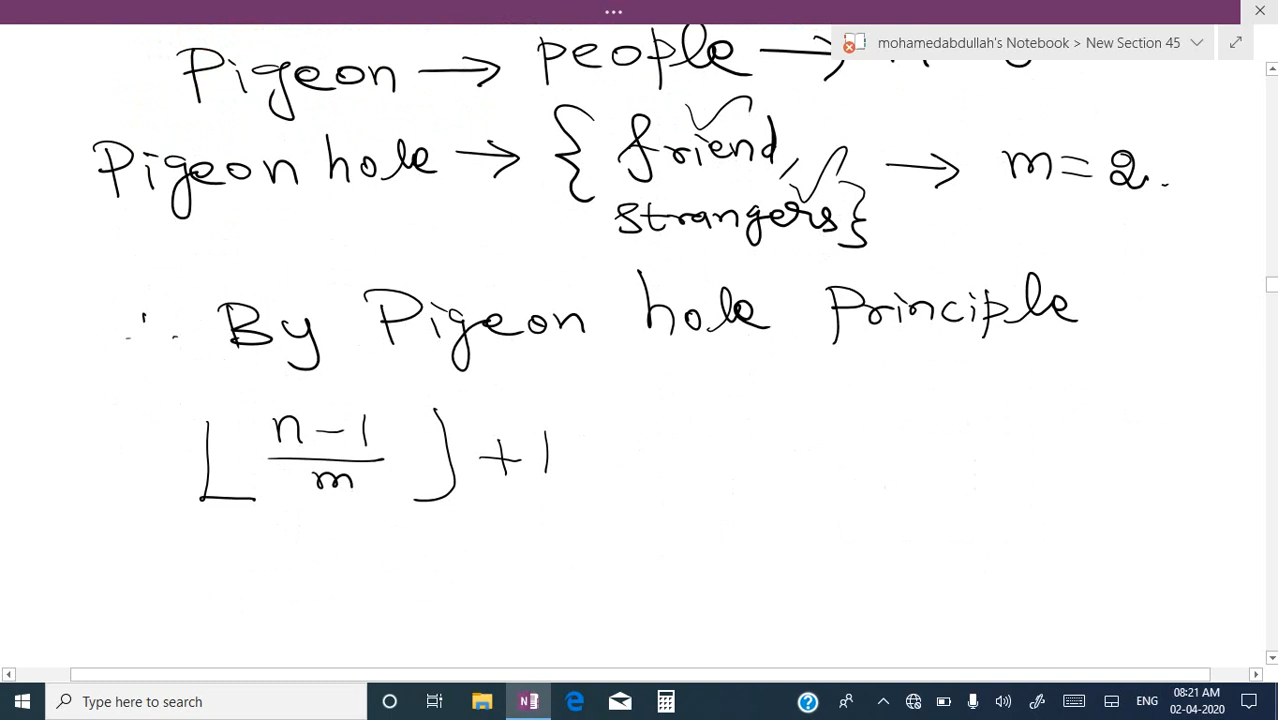 ...
mohamedabdullah's Notebook > New Section 45
Pigeon → people →
Pigeon hole → { friend, → m = 2.
strangers }
∴ By Pigeon hole Principle
⌊ n - 1 / m ⌋ + 1
Type here to search
ENG
08:21 AM
02-04-2020